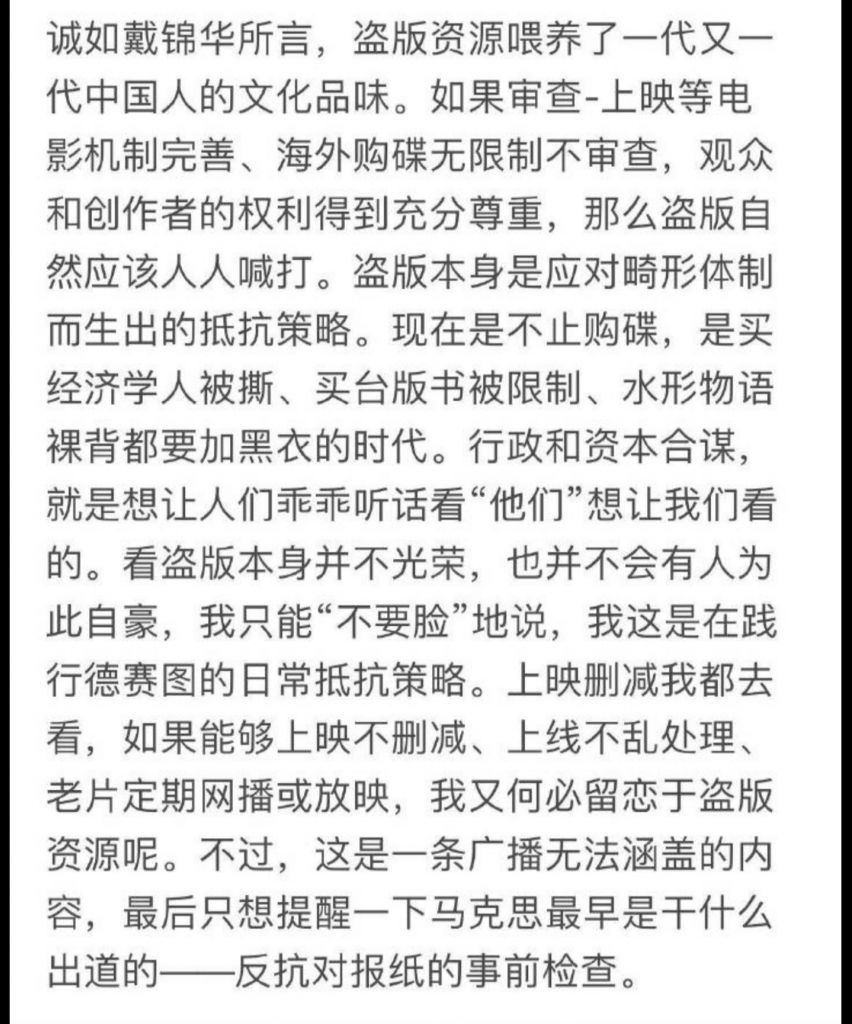 诚如戴锦华所言，盗版资源喂养了一代又一
代中国人的文化品味。如果审查-上映等电
影机制完善、海外购碟无限制不审查，观众
和创作者的权利得到充分尊重，那么盗版自
然应该人人喊打。盗版本身是应对畸形体制
而生出的抵抗策略。现在是不止购碟，是买
经济学人被撕、买台版书被限制、水形物语
裸背都要加黑衣的时代。行政和资本合谋，
就是想让人们乖乖听话看“他们”想让我们看
的。看盗版本身并不光荣，也并不会有人为
此自豪，我只能“不要脸”地说，我这是在践
行德赛图的日常抵抗策略。上映删减我都去
看，如果能够上映不删减、上线不乱处理、
老片定期网播或放映，我又何必留恋于盗版
资源呢。不过，这是一条广播无法涵盖的内
容，最后只想提醒一下马克思最早是干什么
出道的——反抗对报纸的事前检查。